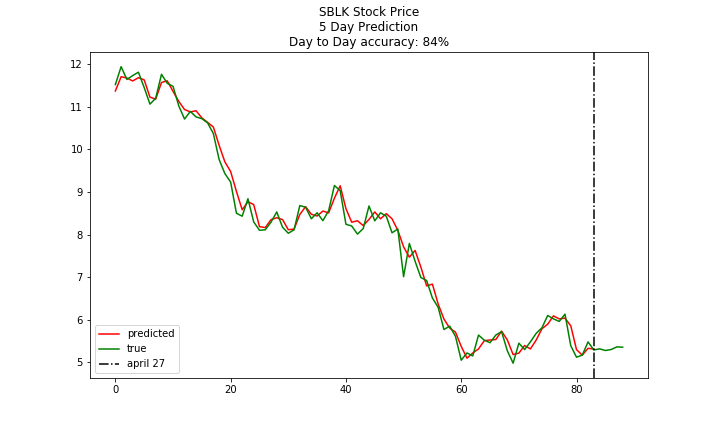 SBLK Stock Price
5 Day Prediction
Day to Day accuracy: 84%
12
11
10
9
8
7
6
5
predicted
true
april 27
0
20
40
60
80